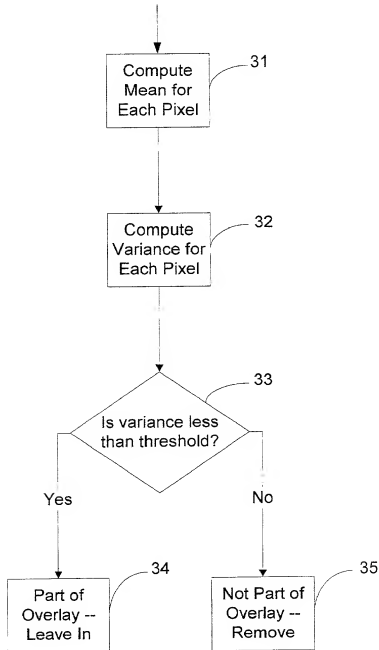 31
Compute
Mean for
Each Pixel
32
Compute
Variance for
Each Pixel
33
Is variance less
than threshold?
Yes
No
34
Part of
Overlay --
Leave In
35
Not Part of
Overlay --
Remove